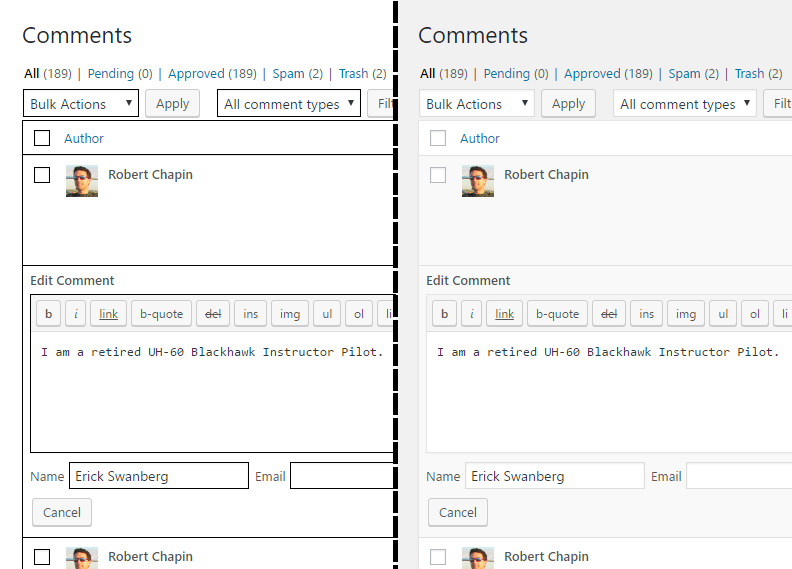 Comments
All (189) | Pending (0) | Approved (189) | Spam (2) | Trash (2)
Bulk Actions Apply All comment types Filt
Author
Robert Chapin
Edit Comment
b i link b-quote del ins img ul ol li
I am a retired UH-60 Blackhawk Instructor Pilot.
Name Erick Swanberg Email
Cancel
Robert Chapin
Comments
All (189) | Pending (0) | Approved (189) | Spam (2) | Trash (2)
Bulk Actions Apply All comment types Filt
Author
Robert Chapin
Edit Comment
b i link b-quote del ins img ul ol li
I am a retired UH-60 Blackhawk Instructor Pilot.
Name Erick Swanberg Email
Cancel
Robert Chapin